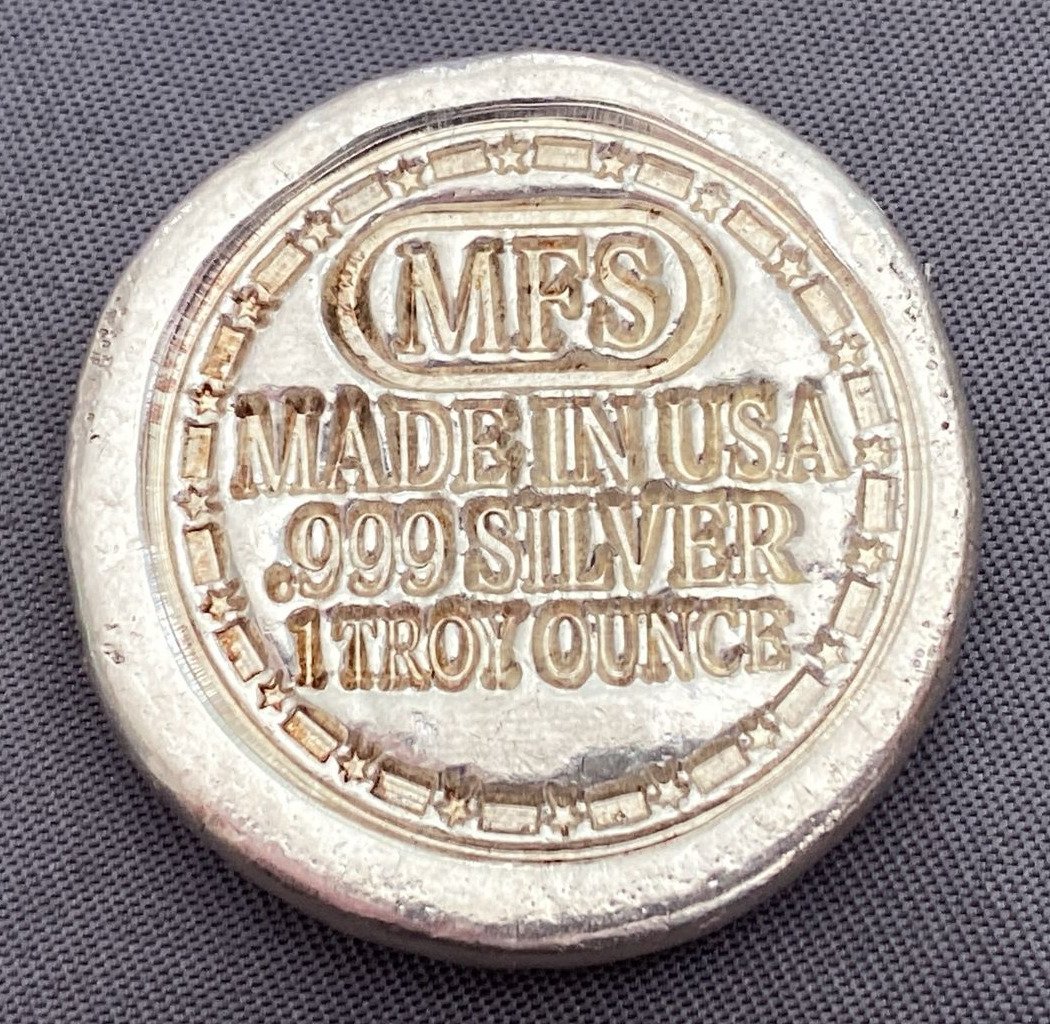 MFS
MADE IN USA
.999 SILVER
1 TROY OUNCE